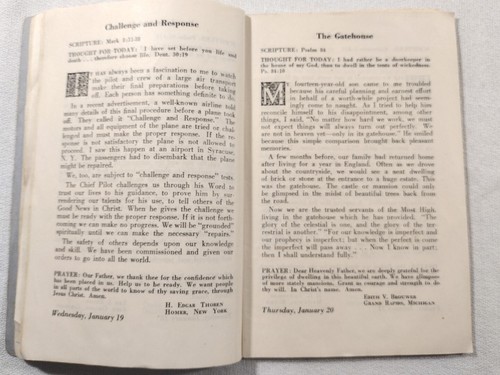 Challenge and Response
SCRIPTURE: Mark
THOUGHT FOR TODAY: I have set before you life and
death . . . therefore choose life. Deut. 30:19
It was always been a fascination to me to watch
the pilot and crew of a large air transport
make their final preparations before taking
off. Each person has something definite to do.
In a recent advertisement, a well-known airline told
many details of this final procedure before a plane took
off. They called it "Challenge and Response." The
motors and all equipment of the plane are tried or chal-
lenged and must make the proper response. If the re-
sponse is not satisfactory the plane is not allowed to
proceed. I saw this happen at an airport in Syracuse,
N. Y. The passengers had to disembark that the plane
might be repaired.
We, too, are subject to "challenge and response" tests.
The Chief Pilot challenges us through his Word to
trust our lives to his guidance, to prove him by sur-
rendering our talents for his use, to tell others of the
Good News in Christ. When he gives the challenge we
must be ready with the proper response. If it is not forth-
coming we can make no progress. We will be "grounded"
spiritually until we can make the necessary "repairs."
The safety of others depends upon our knowledge
and skill. We have been commissioned and given our
orders to go into all the world.
PRAYER: Our Father, we thank thee for the confidence which
has been placed in us. Help us to be ready. We want people
in all parts of the world to know of thy saving grace, through
Jesus Christ. Amen.
H. EDGAR THOREN
HOMER, NEW YORK
Wednesday, January 19
The Gatehouse
SCRIPTURE: Psalm 84
THOUGHT FOR TODAY: I had rather be a doorkeeper in
the house of my God, than to dwell in the tents of wickedness.
Ps. 84:10
My fourteen-year-old son came to me troubled
because his careful planning and earnest effort
in behalf of a worth-while project had seem-
ingly come to naught. As I tried to help him
reconcile himself to his disappointment, among other
things, I said, "No matter how hard we work, we must
not expect things will always turn out perfectly. We
are not in heaven yet—only in its gatehouse." He smiled
because this simple comparison brought back pleasant
memories.
A few months before, our family had returned home
after living for a year in England. Often as we drove
about the countryside, we would see a neat dwelling
of brick or stone at the entrance to a huge estate. This
was the gatehouse. The castle or mansion could only
be glimpsed in the midst of beautiful trees back from
the road.
Now we are the trusted servants of the Most High,
living in the gatehouse which he has provided. "The
glory of the celestial is one, and the glory of the ter-
restrial is another." "For our knowledge is imperfect and
our prophecy is imperfect; but when the perfect is come
the imperfect will pass away . . . Now I know in part;
then I shall understand fully."
PRAYER: Dear Heavenly Father, we are deeply grateful for the
privilege of dwelling in this beautiful earth. We have glimpses
of more stately mansions. Grant us courage and strength to do
thy will. In Christ's name. Amen.
EDITH V. BROUWER
GRAND RAPIDS, MICHIGAN
Thursday, January 20